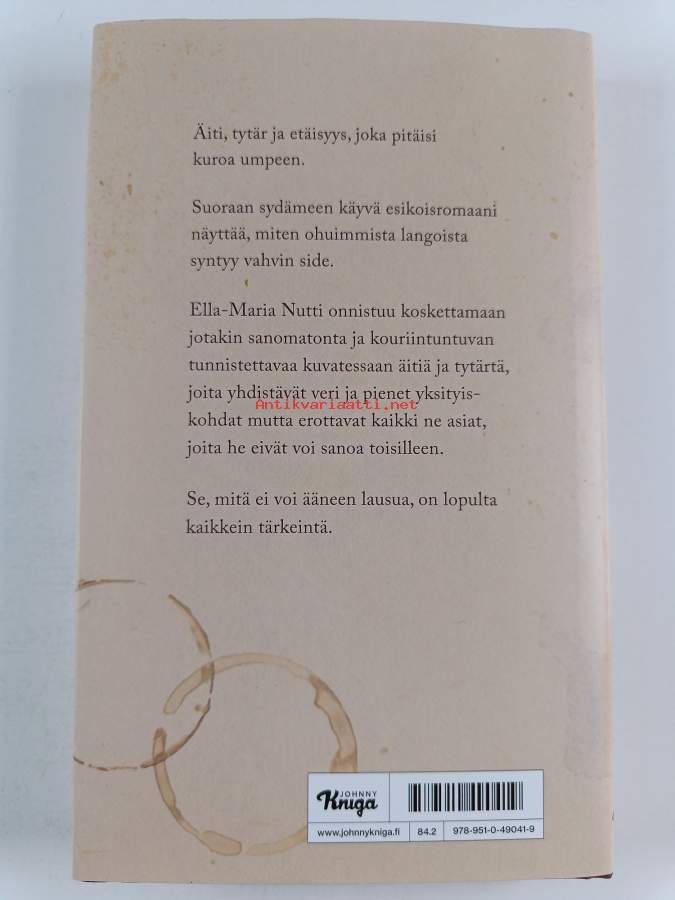 Äiti, tytär ja etäisyys, joka pitäisi
kuroa umpeen.
Suoraan sydämeen käyvä esikoisromaani
näyttää, miten ohuimmista langoista
syntyy vahvin side.
Ella-Maria Nutti onnistuu koskettamaan
jotakin sanomatonta ja kouriintuntuvan
tunnistettavaa kuvatessaan äitiä ja tytärtä,
joita yhdistävät veri ja pienet yksityis-
Antikvariaatti.net
kohdat mutta erottavat kaikki ne asiat,
joita he eivät voi sanoa toisilleen.
Se, mitä ei voi ääneen lausua, on lopulta
kaikkein tärkeintä.
JOHNNY
Kniga
www.johnnykniga.fi 84.2 978-951-0-49041-9